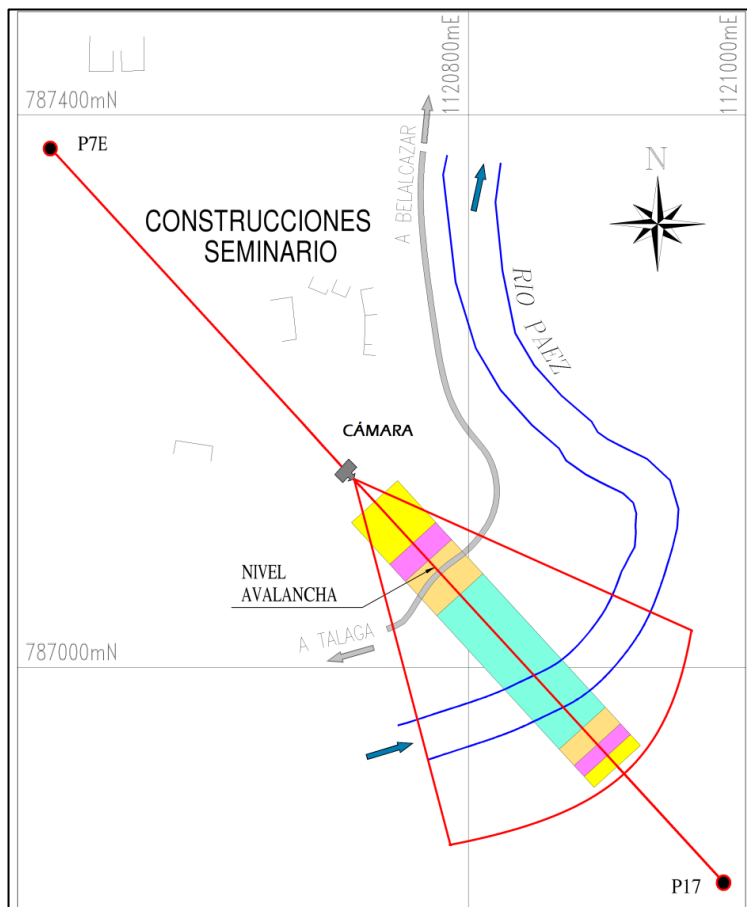 787400mN
1120800mE
1121000mE
P7E
A BELALCAZAR
N
CONSTRUCCIONES
SEMINARIO
RIO PAEZ
CÁMARA
NIVEL
AVALANCHA
A TALAGA
787000mN
P17